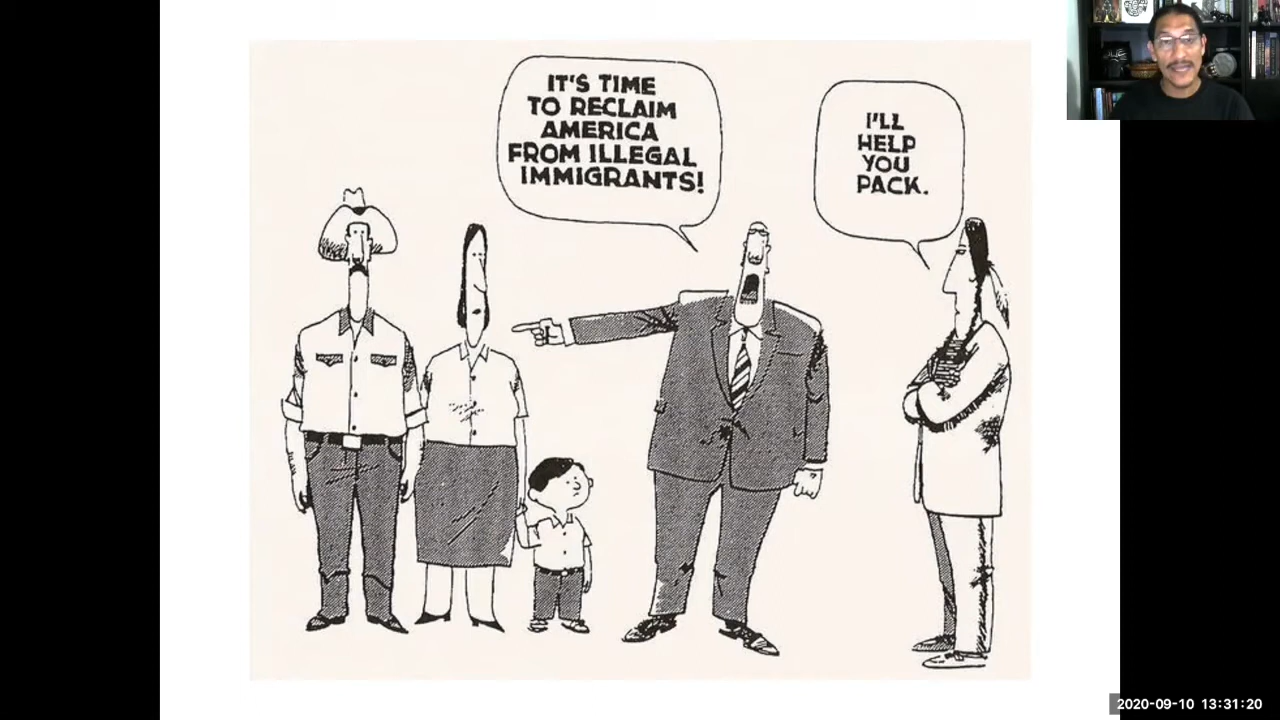 IT'S TIME
TO RECLAIM
AMERICA
FROM ILLEGAL
IMMIGRANTS!
I'LL
HELP
YOU
PACK.
2020-09-10 13:31:20